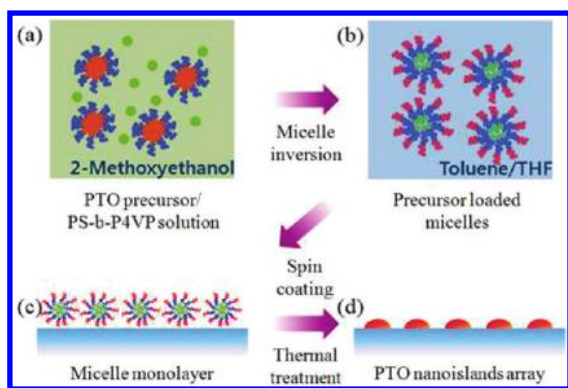 (a)
2-Methoxyethanol
PTO precursor/
PS-b-P4VP solution
Micelle
inversion
(b)
Toluene/THF
Precursor loaded
micelles
Spin
coating
(c)
Micelle monolayer
Thermal
treatment
(d)
PTO nanoislands array